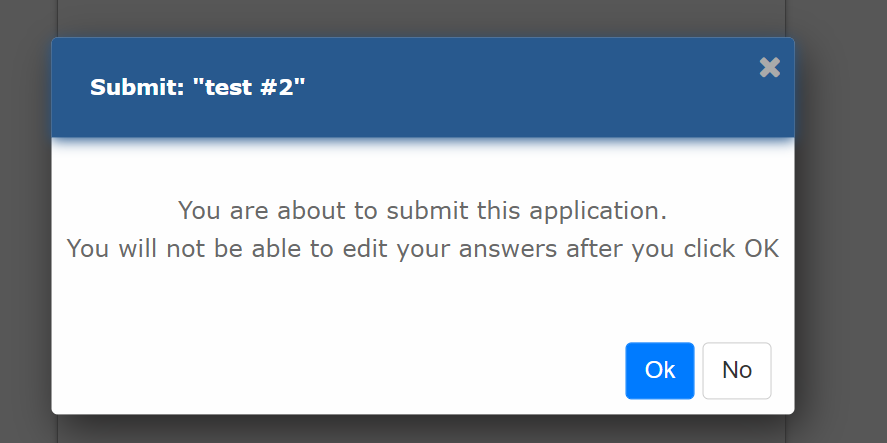 Submit: "test #2"
You are about to submit this application.
You will not be able to edit your answers after you click OK
Ok
No